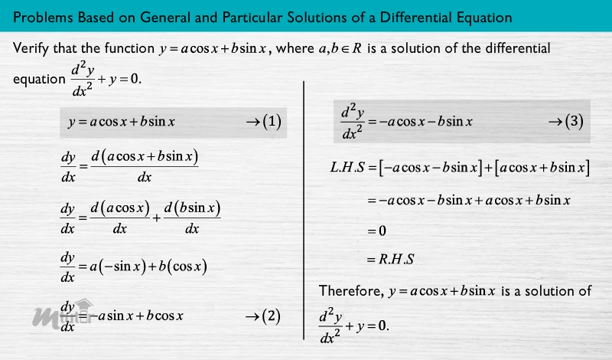 Problems Based on General and Particular Solutions of a Differential Equation
Verify that the function y = a cos x + b sin x, where a,b ∈ R is a solution of the differential
equation d²y/dx² + y = 0.
y = a cos x + b sin x →(1)
dy/dx = d(a cos x + b sin x)/dx
dy/dx = d(a cos x)/dx + d(b sin x)/dx
dy/dx = a(−sin x) + b(cos x)
dy/dx = −a sin x + b cos x →(2)
d²y/dx² = −a cos x − b sin x →(3)
L.H.S = [−a cos x − b sin x] + [a cos x + b sin x]
= −a cos x − b sin x + a cos x + b sin x
= 0
= R.H.S
Therefore, y = a cos x + b sin x is a solution of
d²y/dx² + y = 0.